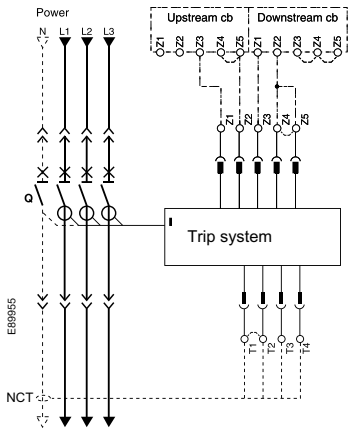 Power
Upstream cb
Downstream cb
N L1 L2 L3
Z1 Z2 Z3 Z4 Z5 Z1 Z2 Z3 Z4 Z5
Z1 Z2 Z3 Z4 Z5
Q
Trip system
E89955
T1 T2 T3 T4
NCT